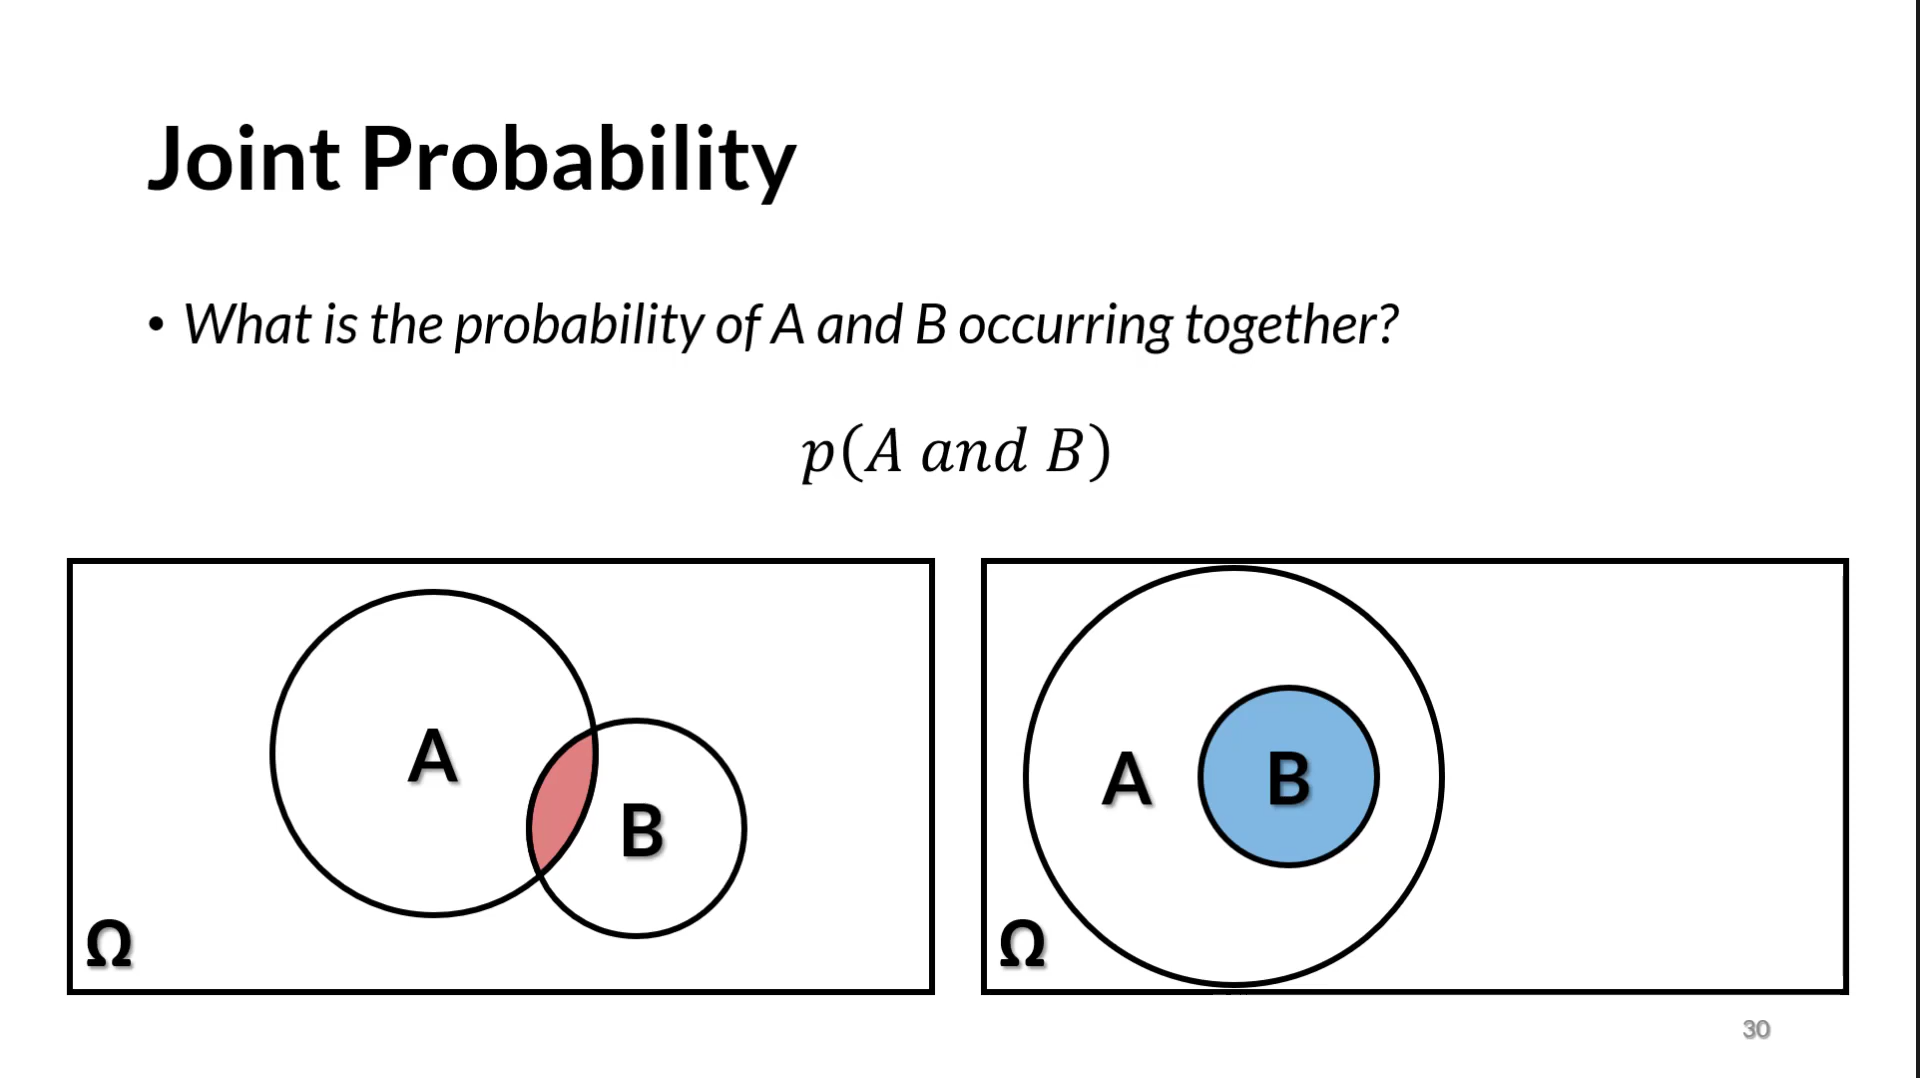 Joint Probability
• What is the probability of A and B occurring together?
p(A and B)
A
B
Ω
A
B
Ω
30